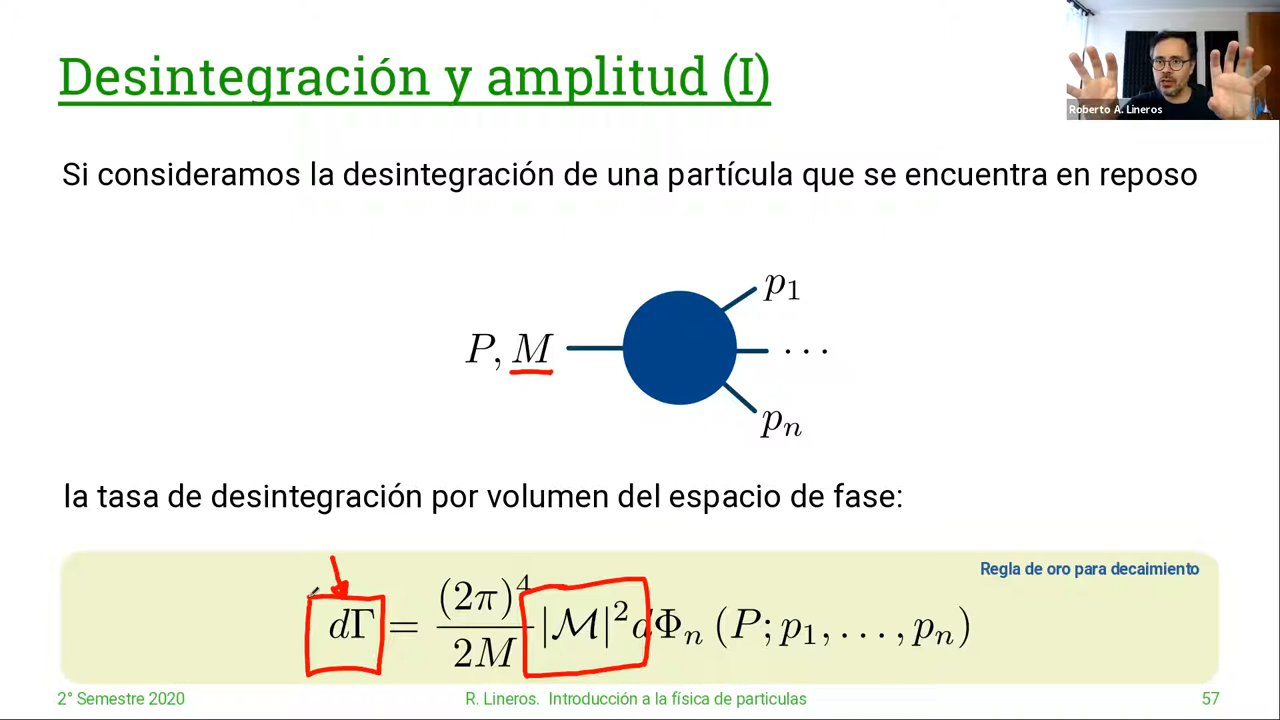 Desintegración y amplitud (I)
Roberto A. Lineros
Si consideramos la desintegración de una partícula que se encuentra en reposo
p_1
P, M
...
p_n
la tasa de desintegración por volumen del espacio de fase:
Regla de oro para decaimiento
dΓ = \frac{(2π)^4}{2M} |\mathcal{M}|^2 dΦ_n (P; p_1, . . . , p_n)
2° Semestre 2020 R. Lineros. Introducción a la física de particulas 57